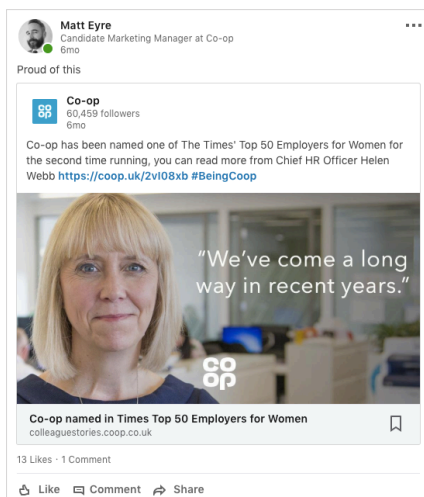 Matt Eyre
Candidate Marketing Manager at Co-op
6mo
Proud of this
co
op
Co-op
60,459 followers
6mo
Co-op has been named one of The Times' Top 50 Employers for Women for
the second time running, you can read more from Chief HR Officer Helen
Webb https://coop.uk/2vI08xb #BeingCoop
"We've come a long
way in recent years."
co
op
Co-op named in Times Top 50 Employers for Women
colleaguestories.coop.co.uk
13 Likes · 1 Comment
Like Comment Share